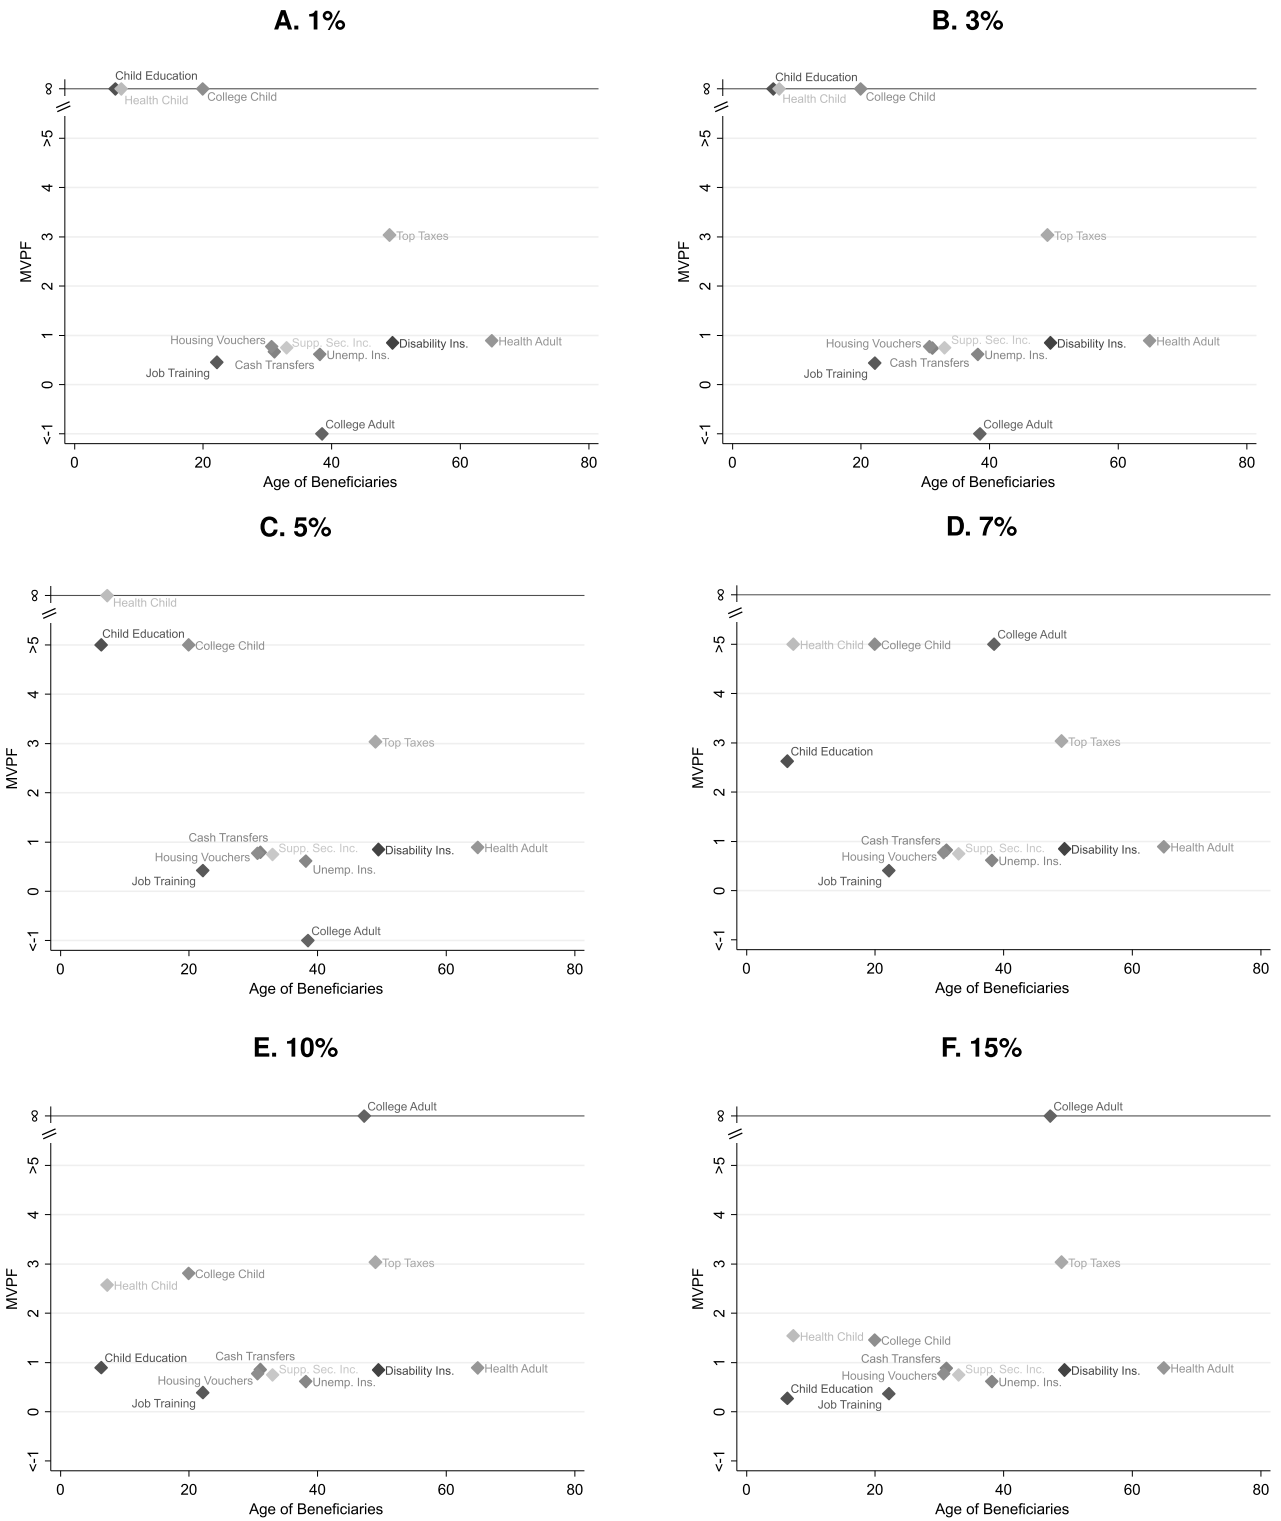 A. 1%
∞
>5
4
3
2
1
0
<-1
MVPF
Child Education
Health Child
College Child
Top Taxes
Housing Vouchers
Supp. Sec. Inc.
Disability Ins.
Health Adult
Unemp. Ins.
Cash Transfers
Job Training
College Adult
0 20 40 60 80
Age of Beneficiaries
B. 3%
∞
>5
4
3
2
1
0
<-1
MVPF
Child Education
Health Child
College Child
Top Taxes
Housing Vouchers
Supp. Sec. Inc.
Disability Ins.
Health Adult
Unemp. Ins.
Cash Transfers
Job Training
College Adult
0 20 40 60 80
Age of Beneficiaries
C. 5%
∞
>5
4
3
2
1
0
<-1
MVPF
Health Child
Child Education
College Child
Top Taxes
Cash Transfers
Supp. Sec. Inc.
Disability Ins.
Health Adult
Housing Vouchers
Unemp. Ins.
Job Training
College Adult
0 20 40 60 80
Age of Beneficiaries
D. 7%
∞
>5
4
3
2
1
0
<-1
MVPF
College Adult
Health Child
College Child
Top Taxes
Child Education
Cash Transfers
Supp. Sec. Inc.
Disability Ins.
Health Adult
Housing Vouchers
Unemp. Ins.
Job Training
0 20 40 60 80
Age of Beneficiaries
E. 10%
∞
>5
4
3
2
1
0
<-1
MVPF
College Adult
Top Taxes
College Child
Health Child
Child Education
Cash Transfers
Supp. Sec. Inc.
Disability Ins.
Health Adult
Housing Vouchers
Unemp. Ins.
Job Training
0 20 40 60 80
Age of Beneficiaries
F. 15%
∞
>5
4
3
2
1
0
<-1
MVPF
College Adult
Top Taxes
Health Child
College Child
Cash Transfers
Supp. Sec. Inc.
Disability Ins.
Health Adult
Housing Vouchers
Unemp. Ins.
Child Education
Job Training
0 20 40 60 80
Age of Beneficiaries